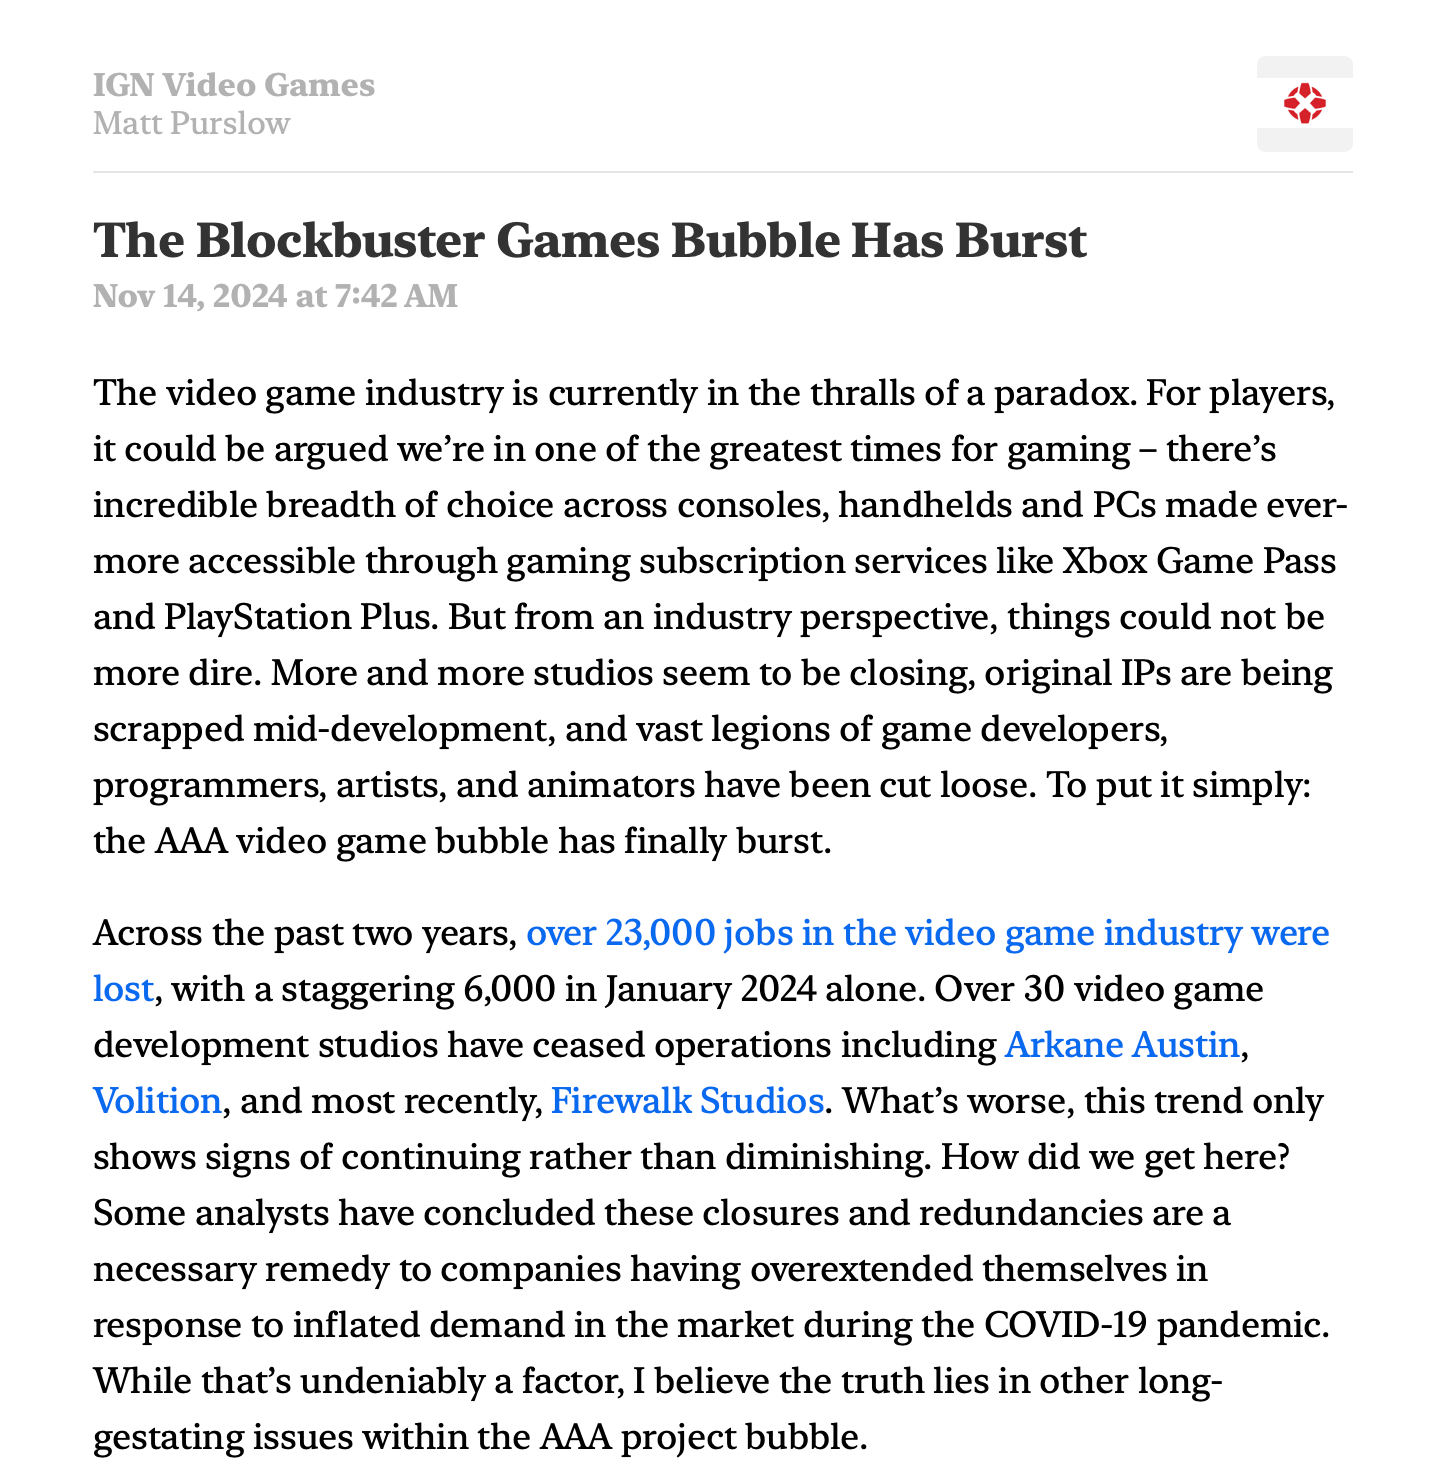 IGN Video Games
Matt Purslow
The Blockbuster Games Bubble Has Burst
Nov 14, 2024 at 7:42 AM
The video game industry is currently in the thralls of a paradox. For players,
it could be argued we’re in one of the greatest times for gaming – there’s
incredible breadth of choice across consoles, handhelds and PCs made ever-
more accessible through gaming subscription services like Xbox Game Pass
and PlayStation Plus. But from an industry perspective, things could not be
more dire. More and more studios seem to be closing, original IPs are being
scrapped mid-development, and vast legions of game developers,
programmers, artists, and animators have been cut loose. To put it simply:
the AAA video game bubble has finally burst.
Across the past two years, over 23,000 jobs in the video game industry were
lost, with a staggering 6,000 in January 2024 alone. Over 30 video game
development studios have ceased operations including Arkane Austin,
Volition, and most recently, Firewalk Studios. What’s worse, this trend only
shows signs of continuing rather than diminishing. How did we get here?
Some analysts have concluded these closures and redundancies are a
necessary remedy to companies having overextended themselves in
response to inflated demand in the market during the COVID-19 pandemic.
While that’s undeniably a factor, I believe the truth lies in other long-
gestating issues within the AAA project bubble.